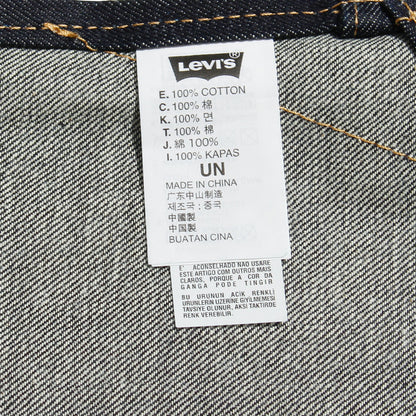 LEVI'S®
E. 100% COTTON
C. 100% 棉
K. 100% 면
T. 100% 棉
J. 綿 100%
I. 100% KAPAS
UN
MADE IN CHINA
广东中山制造
제조국: 중국
中國製
中国製
BUATAN CINA
E' ACONSELHADO NÃO USARE
ESTE ARTIGO COM OUTROS MAIS
CLAROS, PORQUE A COR DA
GANGA PODE TINGIR
BU URUNUN ACIK RENKLI
URUNLERIN UZERINE GIYILMEMESI
TAVSIYE OLUNUR, AKSI TAKTIRDE
RENK VEREBILIR.